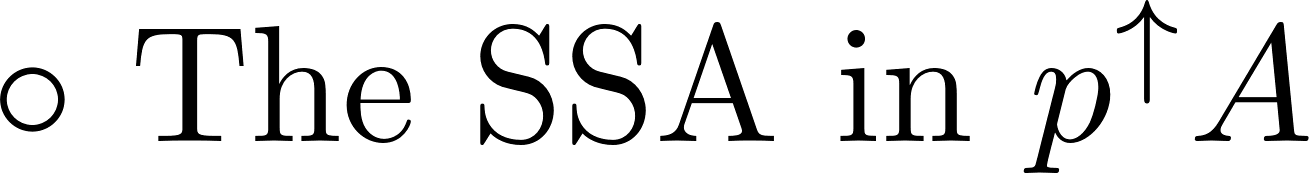 ◦ The SSA in p↑ A